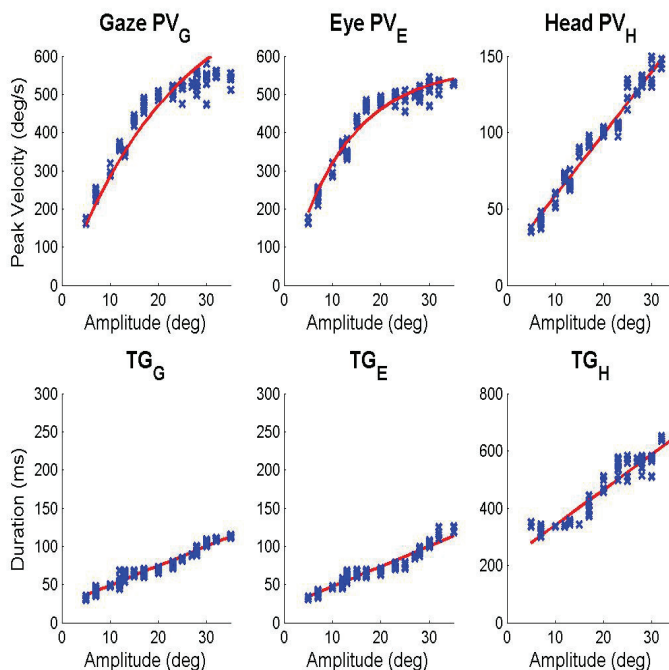 Gaze PV_G Eye PV_E Head PV_H
Peak Velocity (deg/s)
600
500
400
300
200
100
0
0 10 20 30
Amplitude (deg)
600
500
400
300
200
100
0
0 10 20 30
Amplitude (deg)
150
100
50
0
0 10 20 30
Amplitude (deg)
TG_G TG_E TG_H
Duration (ms)
300
250
200
150
100
50
0
0 10 20 30
Amplitude (deg)
300
250
200
150
100
50
0
0 10 20 30
Amplitude (deg)
800
600
400
200
0
0 10 20 30
Amplitude (deg)